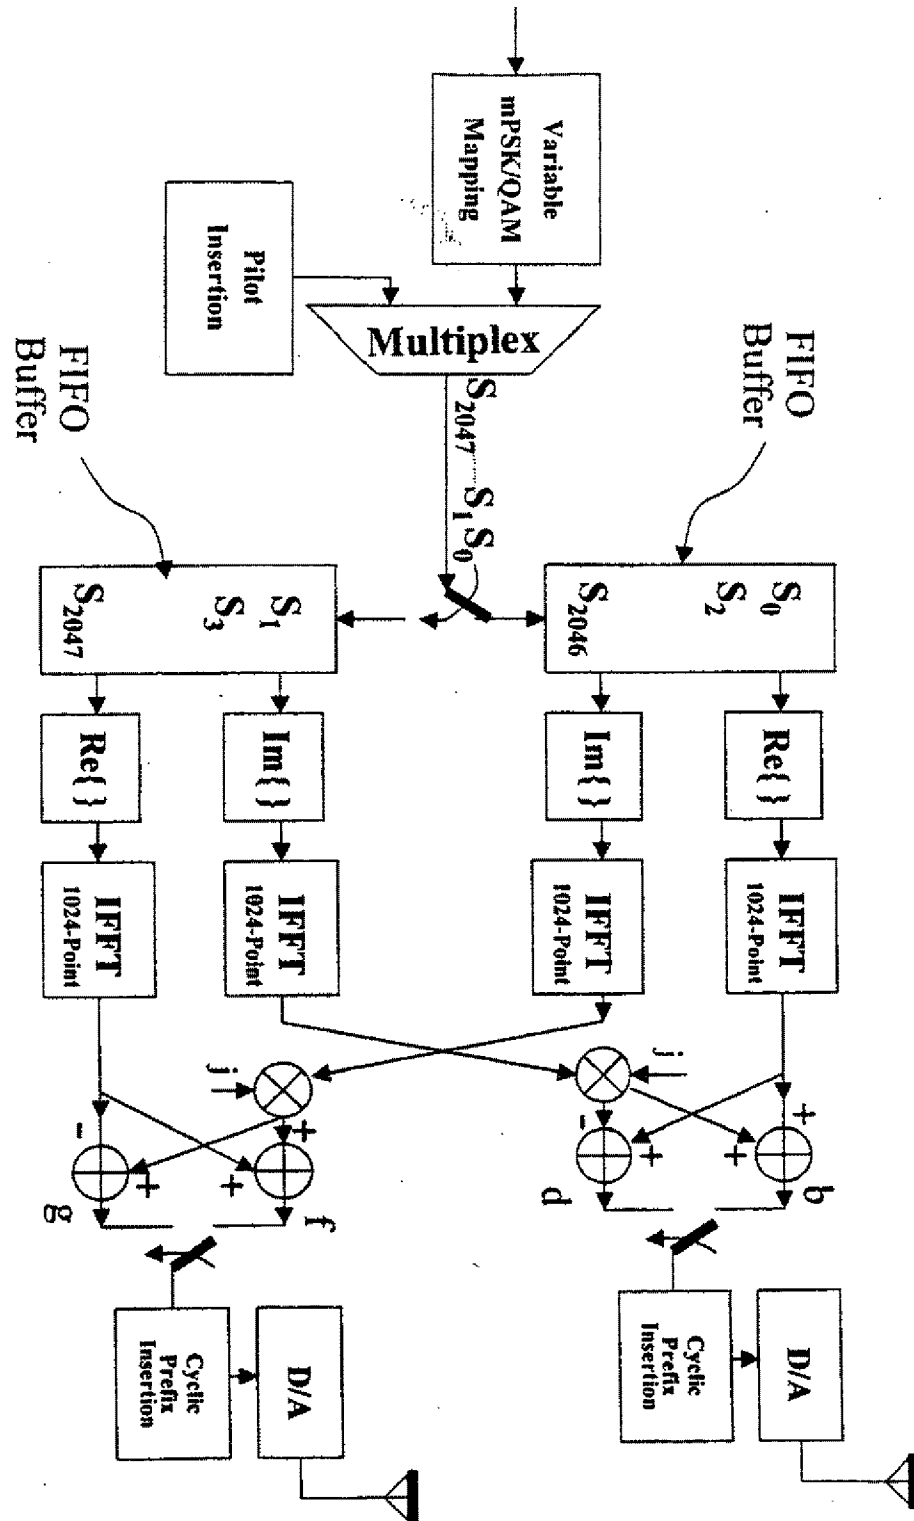 Variable
mPSK/QAM
Mapping
Pilot
Insertion
Multiplex
S2047 ...... S1 S0
FIFO
Buffer
FIFO
Buffer
S0
S2
S2046
S1
S3
S2047
Re{ }
Im{ }
Im{ }
Re{ }
IFFT
1024-Point
IFFT
1024-Point
IFFT
1024-Point
IFFT
1024-Point
j
j
+
+
-
+
+
+
-
+
b
d
f
g
Cyclic
Prefix
Insertion
D/A
Cyclic
Prefix
Insertion
D/A